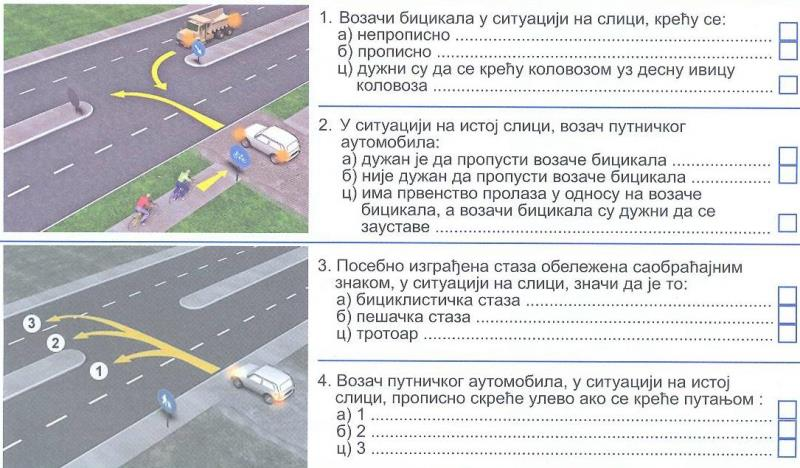 1. Возачи бицикала у ситуацији на слици, крећу се:
а) непрописно
б) прописно
ц) дужни су да се крећу коловозом уз десну ивицу
коловоза
2. У ситуацији на истој слици, возач путничког
аутомобила:
а) дужан је да пропусти возаче бицикала
б) није дужан да пропусти возаче бицикала
ц) има првенство пролаза у односу на возаче
бицикала, а возачи бицикала су дужни да се
зауставе
3. Посебно изграђена стаза обележена саобраћајним
знаком, у ситуацији на слици, значи да је то:
а) бициклистичка стаза
б) пешачка стаза
ц) тротоар
3
2
1
4. Возач путничког аутомобила, у ситуацији на истој
слици, прописно скреће улево ако се креће путањом :
а) 1
б) 2
ц) 3